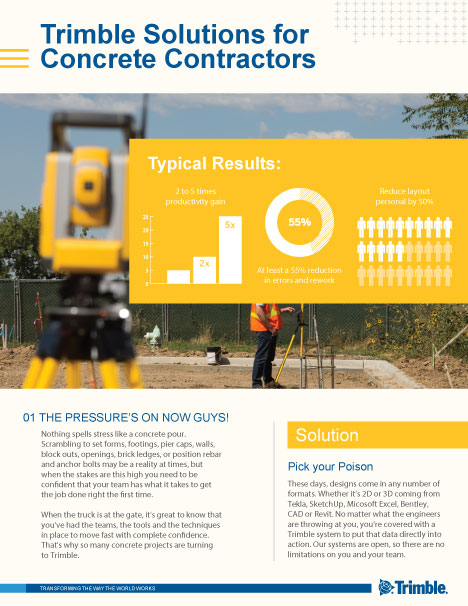 Trimble Solutions for
Concrete Contractors
Typical Results:
2 to 5 times
productivity gain
25
20
15
10
5
0
2x
5x
55%
At least a 55% reduction
in errors and rework
Reduce layout
personal by 50%
01 THE PRESSURE'S ON NOW GUYS!
Nothing spells stress like a concrete pour.
Scrambling to set forms, footings, pier caps, walls,
block outs, openings, brick ledges, or position rebar
and anchor bolts may be a reality at times, but
when the stakes are this high you need to be
confident that your team has what it takes to get
the job done right the first time.
When the truck is at the gate, it's great to know that
you've had the teams, the tools and the techniques
in place to move fast with complete confidence.
That's why so many concrete projects are turning
to Trimble.
Solution
Pick your Poison
These days, designs come in any number of
formats. Whether it's 2D or 3D coming from
Tekla, SketchUp, Micosoft Excel, Bentley,
CAD or Revit. No matter what the engineers
are throwing at you, you're covered with a
Trimble system to put that data directly into
action. Our systems are open, so there are no
limitations on you and your team.
TRANSFORMING THE WAY THE WORLD WORKS
Trimble.